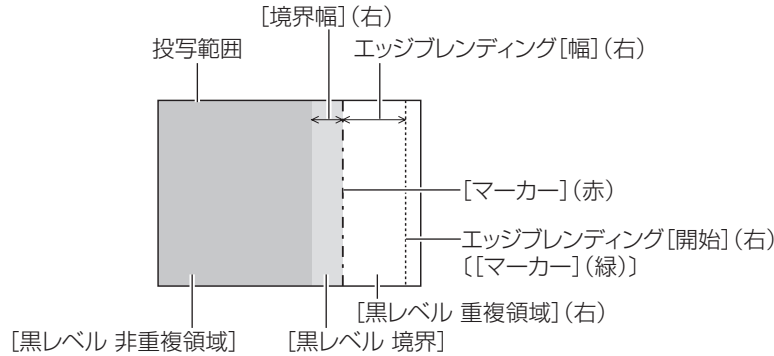 [境界幅](右)
投写範囲
エッジブレンディング[幅](右)
[マーカー](赤)
エッジブレンディング[開始](右)
〔[マーカー](緑)〕
[黒レベル 重複領域](右)
[黒レベル 非重複領域]
[黒レベル 境界]